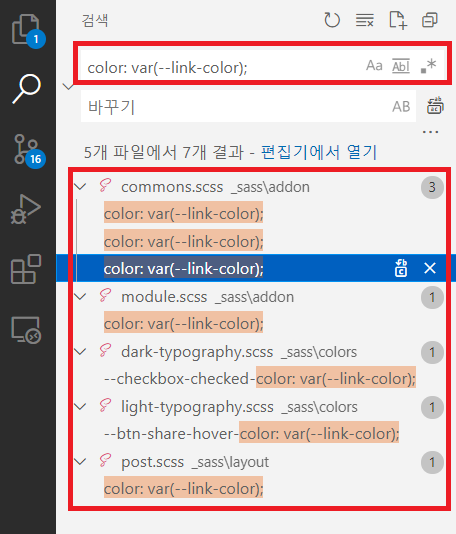 검색
1
color: var(--link-color);
Aa
Abl
바꾸기
AB
16
5개 파일에서 7개 결과 - 편집기에서 열기
commons.scss _sass\addon 3
color: var(--link-color);
color: var(--link-color);
color: var(--link-color);
module.scss _sass\addon 1
color: var(--link-color);
dark-typography.scss _sass\colors 1
--checkbox-checked-color: var(--link-color);
light-typography.scss _sass\colors 1
--btn-share-hover-color: var(--link-color);
post.scss _sass\layout 1
color: var(--link-color);